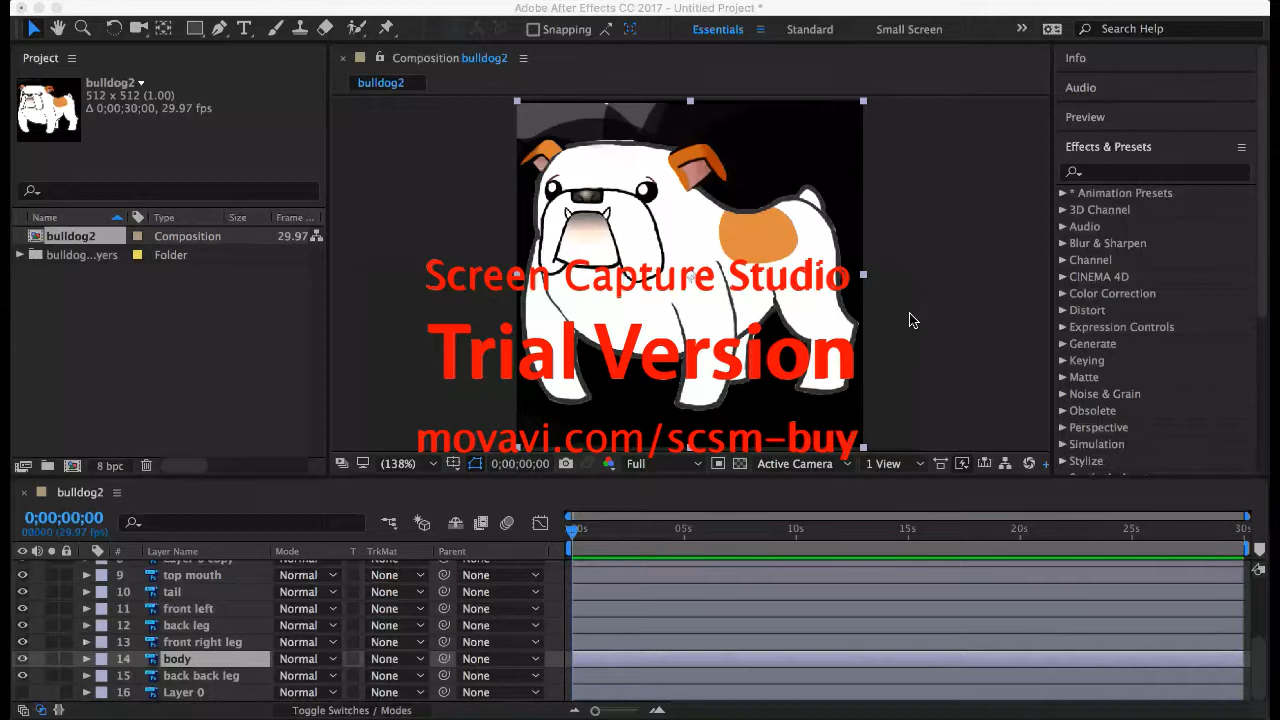 Adobe After Effects CC 2017 - Untitled Project *
Snapping
Essentials
Standard
Small Screen
Search Help
Project
Composition bulldog2
Info
bulldog2
512 x 512 (1.00)
Δ 0;00;30;00, 29.97 fps
bulldog2
Audio
Preview
Effects & Presets
* Animation Presets
3D Channel
Audio
Blur & Sharpen
Channel
CINEMA 4D
Color Correction
Distort
Expression Controls
Generate
Keying
Matte
Noise & Grain
Obsolete
Perspective
Simulation
Stylize
Name Type Size Frame ...
bulldog2 Composition 29.97
bulldog...yers Folder
Screen Capture Studio
Trial Version
movavi.com/scsm-buy
8 bpc
(138%) 0;00;00;00 Full Active Camera 1 View
bulldog2
0;00;00;00
00000 (29.97 fps)
00s 05s 10s 15s 20s 25s 30s
# Layer Name Mode T TrkMat Parent
9 top mouth Normal None None
10 tail Normal None None
11 front left Normal None None
12 back leg Normal None None
13 front right leg Normal None None
14 body Normal None None
15 back back leg Normal None None
16 Layer 0 Normal None None
Toggle Switches / Modes